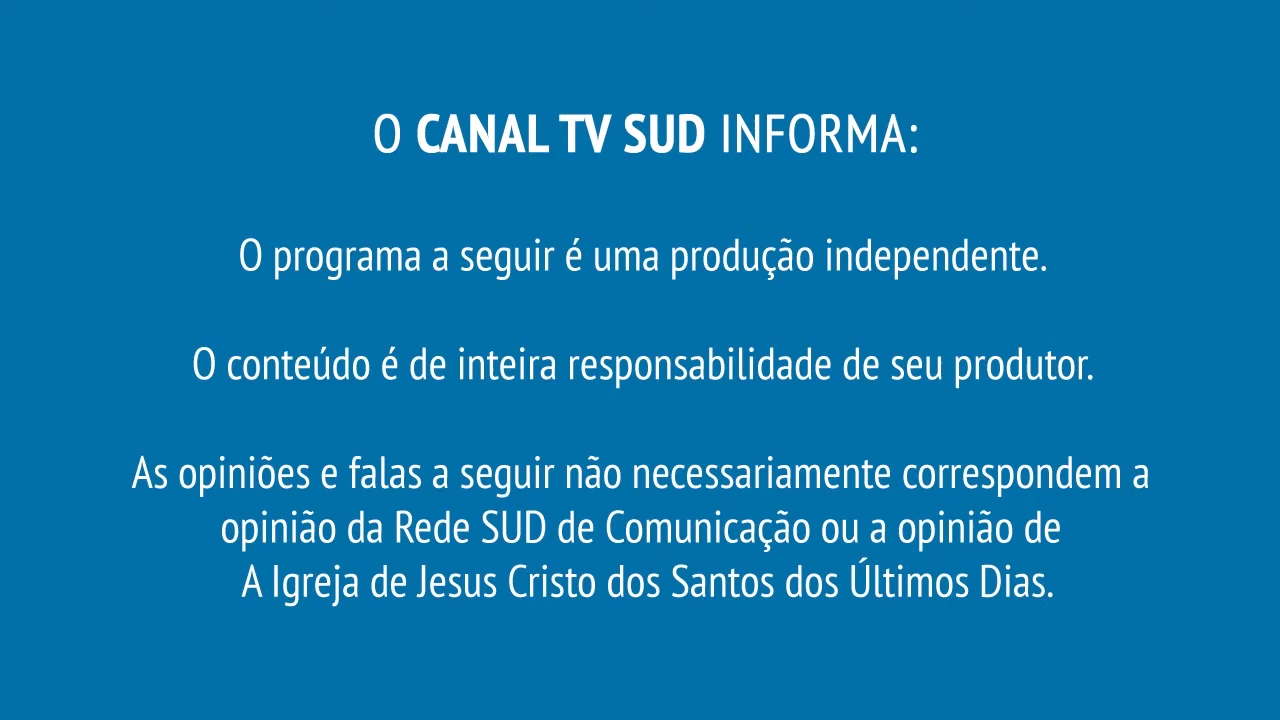 O CANAL TV SUD INFORMA:
O programa a seguir é uma produção independente.
O conteúdo é de inteira responsabilidade de seu produtor.
As opiniões e falas a seguir não necessariamente correspondem a
opinião da Rede SUD de Comunicação ou a opinião de
A Igreja de Jesus Cristo dos Santos dos Últimos Dias.